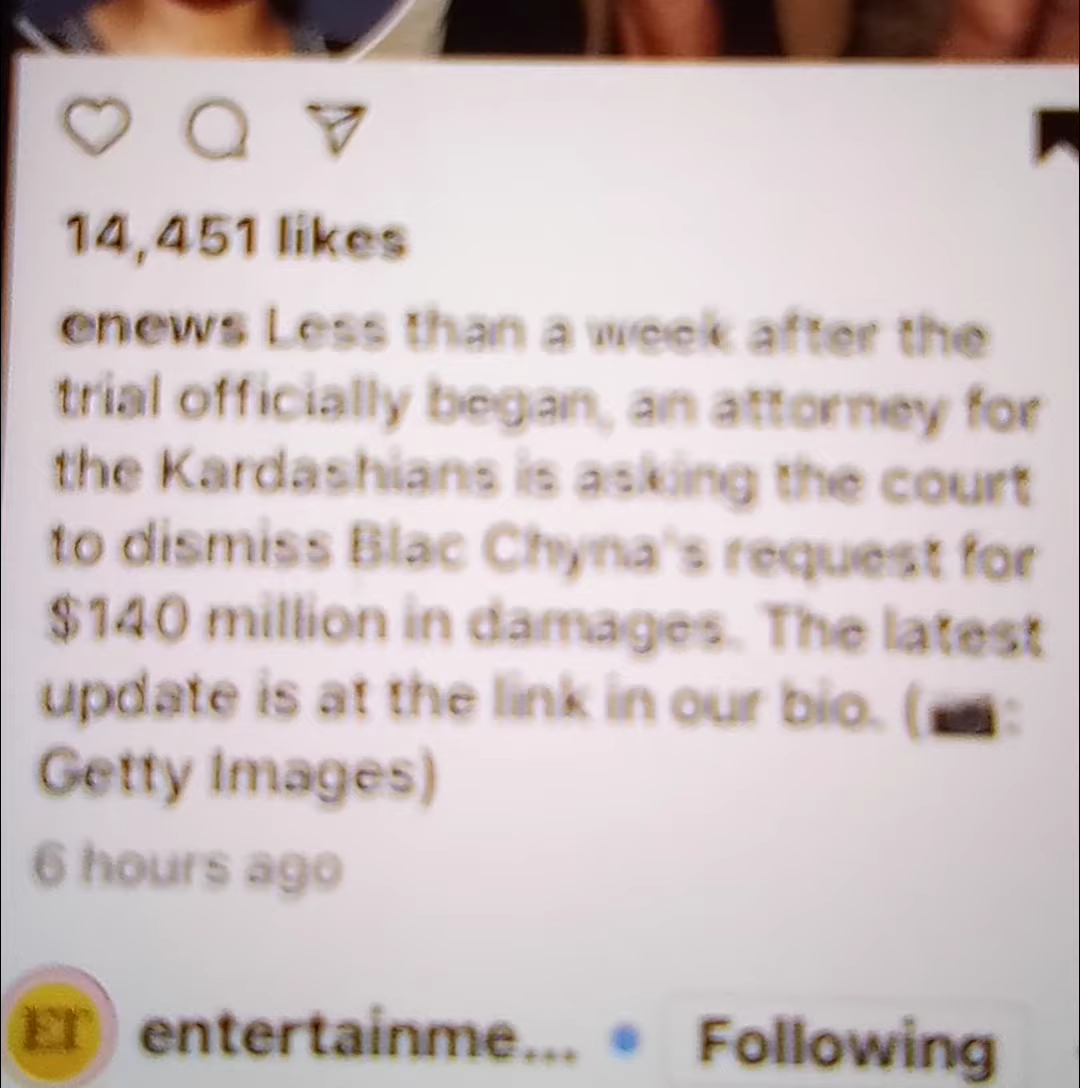 14,451 likes
enews Less than a week after the
trial officially began, an attorney for
the Kardashians is asking the court
to dismiss Blac Chyna's request for
$140 million in damages. The latest
update is at the link in our bio. (📷:
Getty Images)
6 hours ago
ET
entertainme... • Following